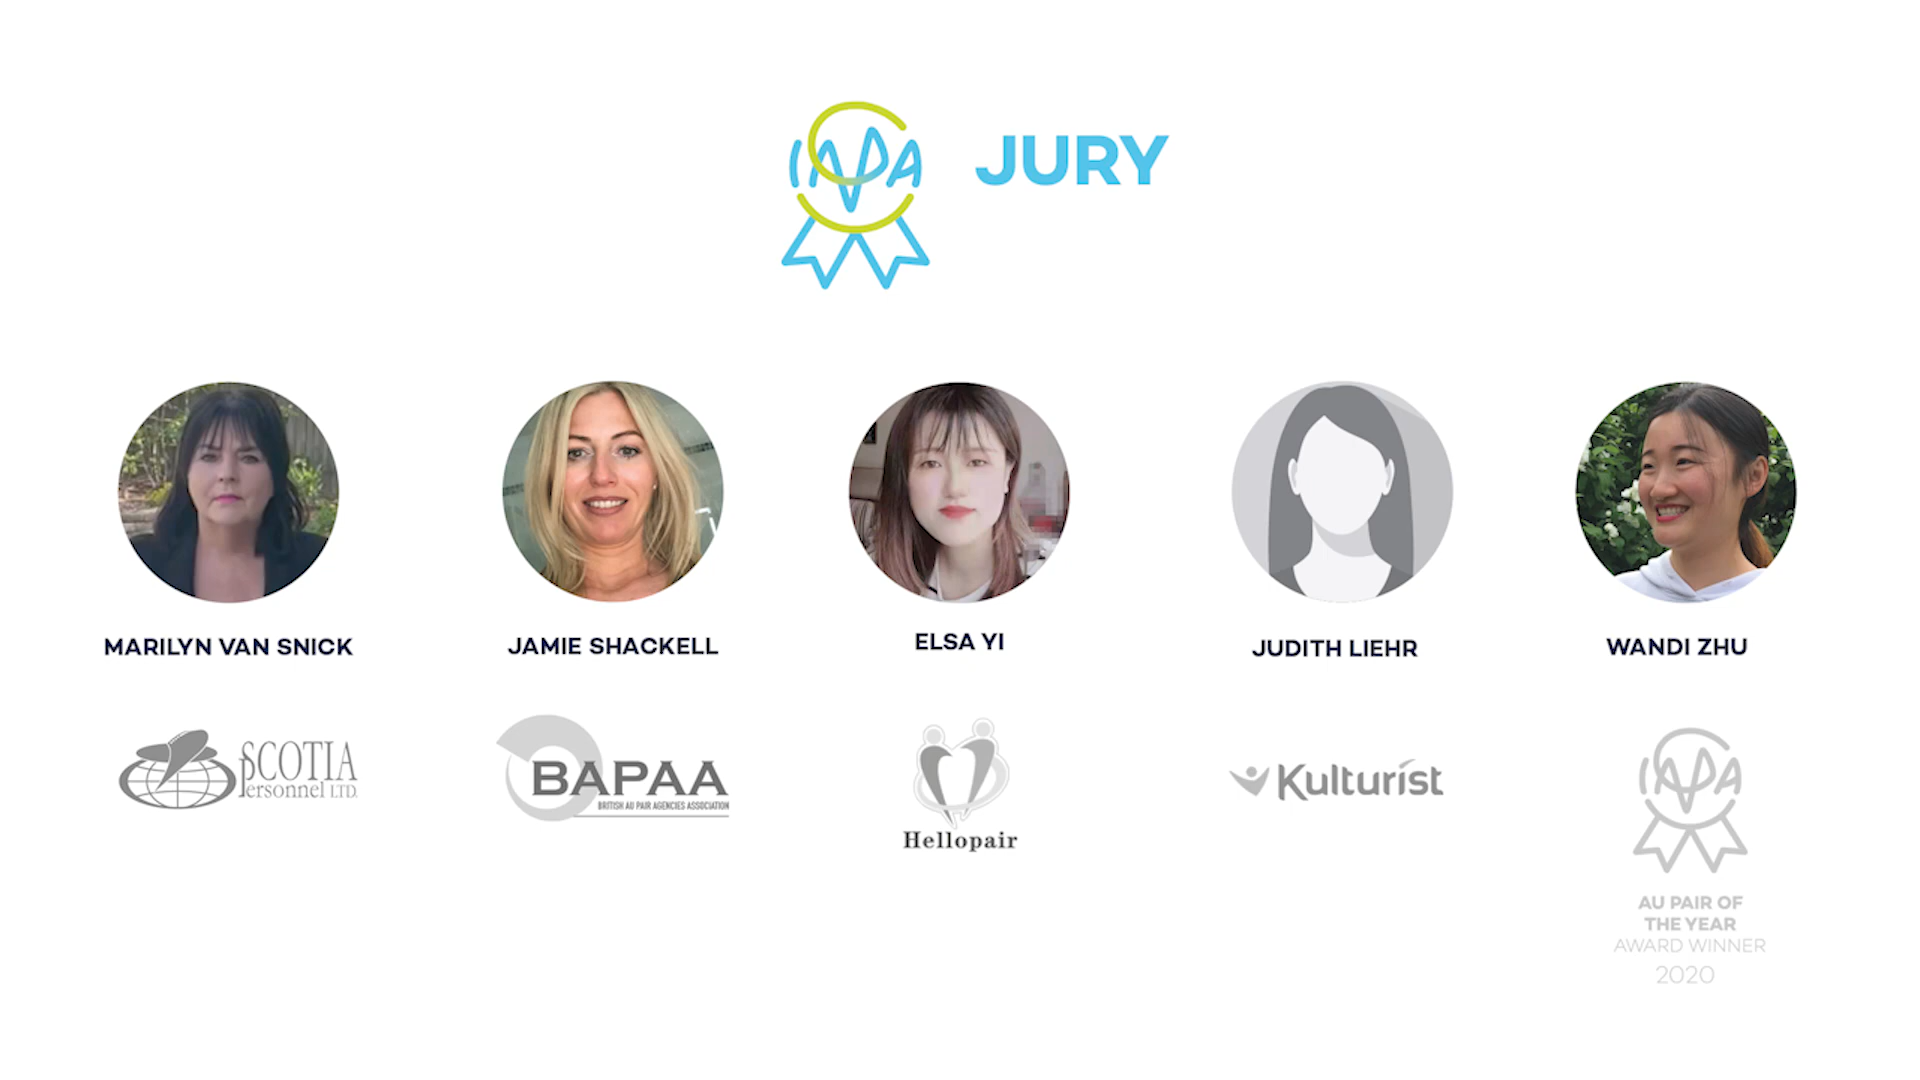 IAPA
JURY
MARILYN VAN SNICK
JAMIE SHACKELL
ELSA YI
JUDITH LIEHR
WANDI ZHU
SCOTIA
Personnel LTD.
BAPAA
BRITISH AU PAIR AGENCIES ASSOCIATION
Hellopair
Kulturist
IAPA
AU PAIR OF
THE YEAR
AWARD WINNER
2020